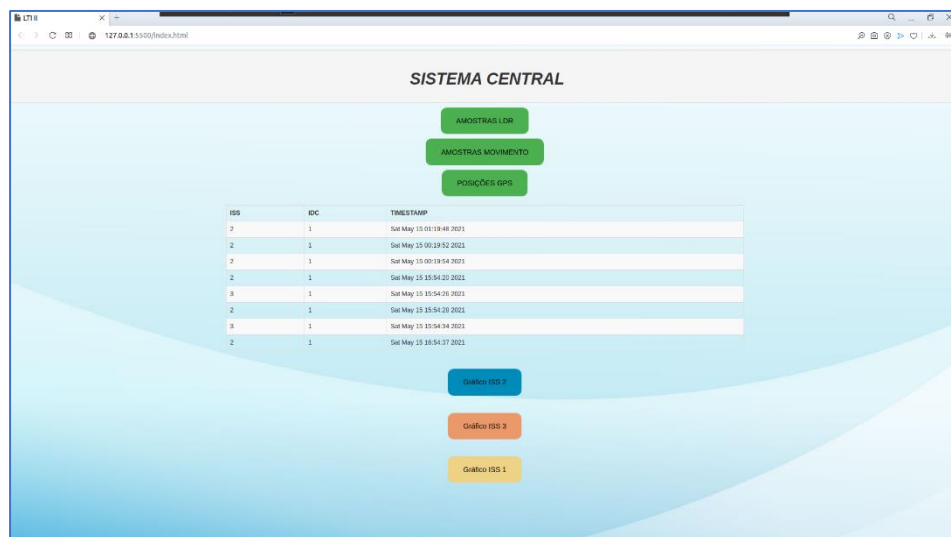 LTI II
127.0.0.1:5500/index.html
SISTEMA CENTRAL
AMOSTRAS LDR
AMOSTRAS MOVIMENTO
POSIÇÕES GPS
ISS IDC TIMESTAMP
2 1 Sat May 15 01:19:48 2021
2 1 Sat May 15 00:19:52 2021
2 1 Sat May 15 00:19:54 2021
2 1 Sat May 15 15:54:20 2021
3 1 Sat May 15 15:54:26 2021
2 1 Sat May 15 15:54:28 2021
3 1 Sat May 15 15:54:34 2021
2 1 Sat May 15 16:54:37 2021
Gráfico ISS 2
Gráfico ISS 3
Gráfico ISS 1